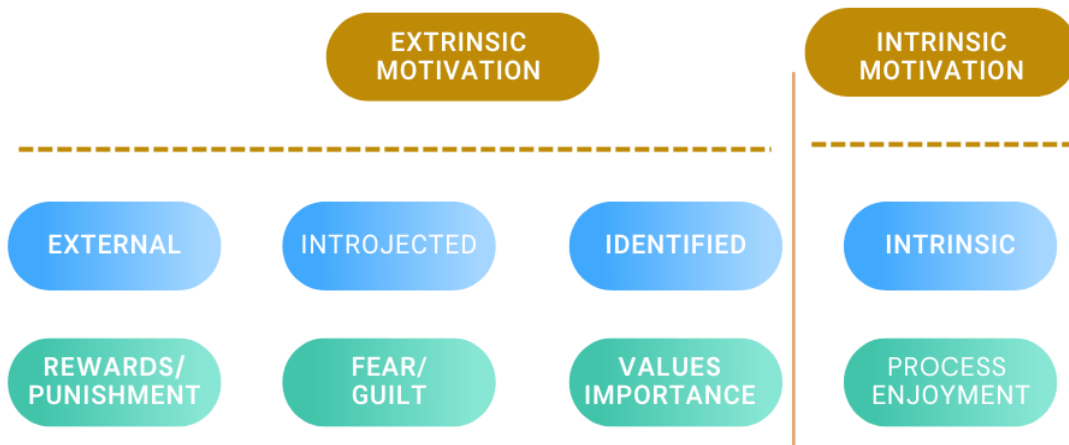 EXTRINSIC
MOTIVATION
INTRINSIC
MOTIVATION
EXTERNAL
INTROJECTED
IDENTIFIED
INTRINSIC
REWARDS/
PUNISHMENT
FEAR/
GUILT
VALUES
IMPORTANCE
PROCESS
ENJOYMENT